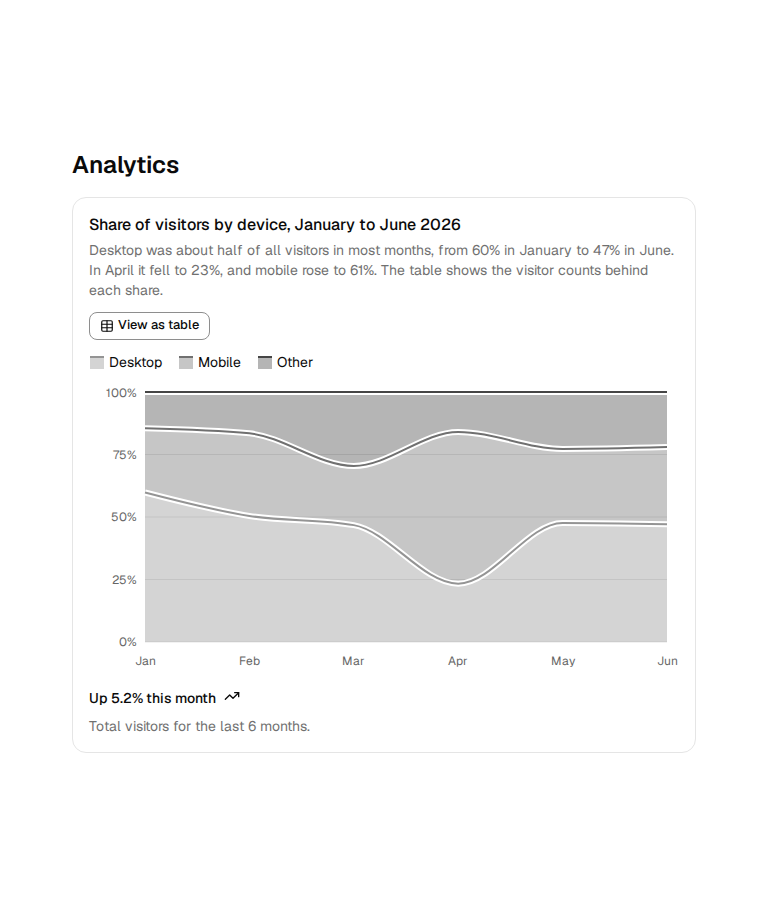 Analytics
Share of visitors by device, January to June 2026
Desktop was about half of all visitors in most months, from 60% in January to 47% in June.
In April it fell to 23%, and mobile rose to 61%. The table shows the visitor counts behind
each share.
View as table
Desktop Mobile Other
100%
75%
50%
25%
0%
Jan Feb Mar Apr May Jun
Up 5.2% this month
Total visitors for the last 6 months.